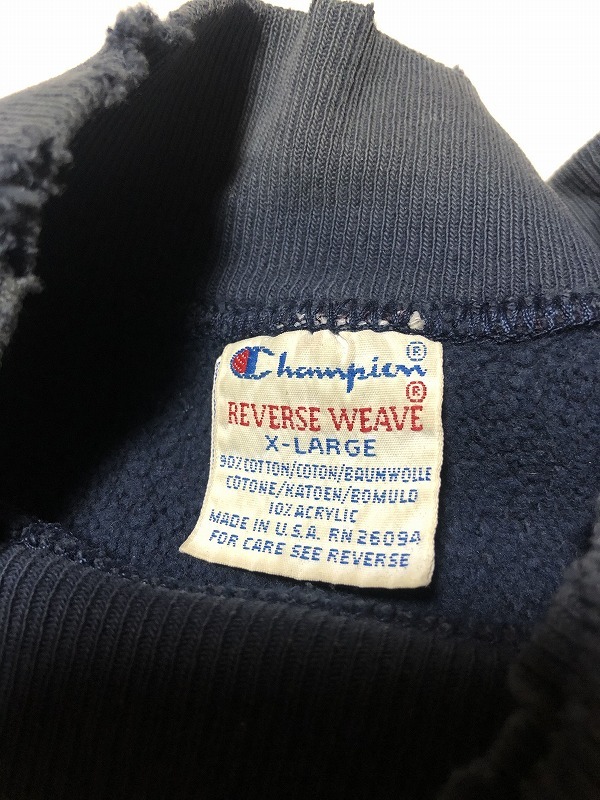 Champion®
®
REVERSE WEAVE
X-LARGE
90%COTTON/COTON/BAUMWOLLE
COTONE/KATOEN/BOMULD
10% ACRYLIC
MADE IN U.S.A. RN 26094
FOR CARE SEE REVERSE